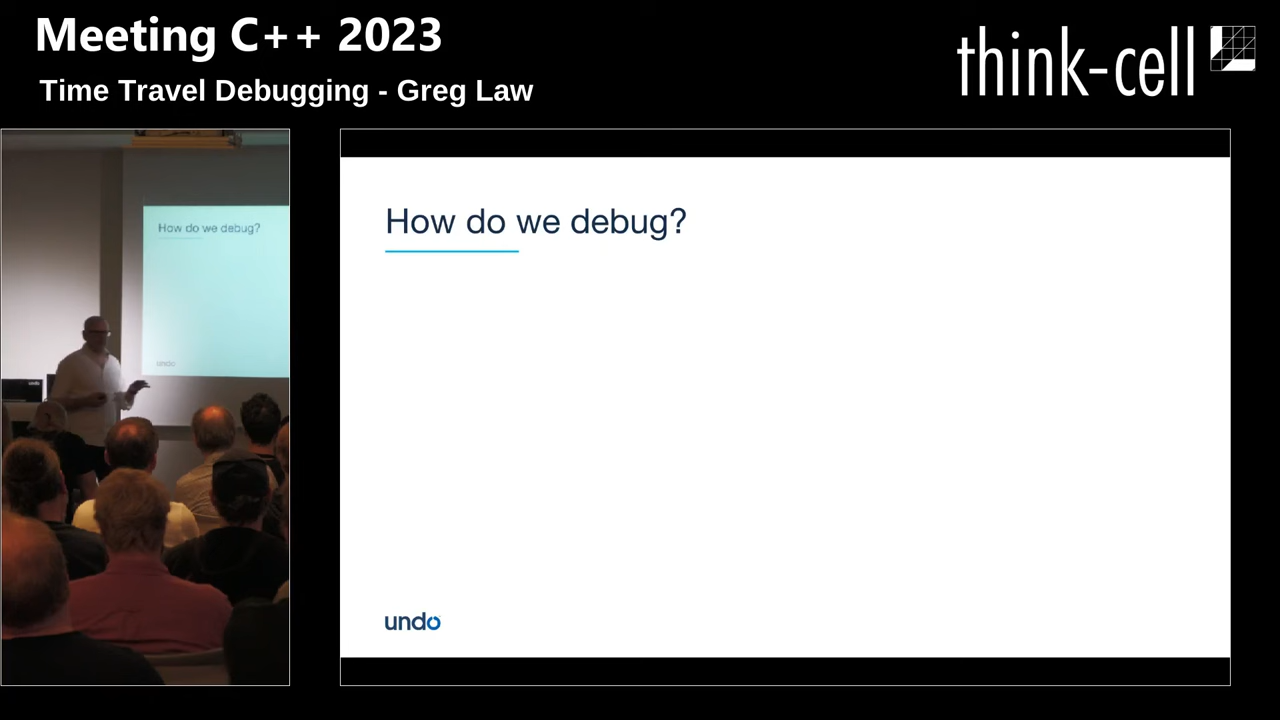 Meeting C++ 2023
Time Travel Debugging - Greg Law
think-cell
How do we debug?
undo
How do we debug?
undo